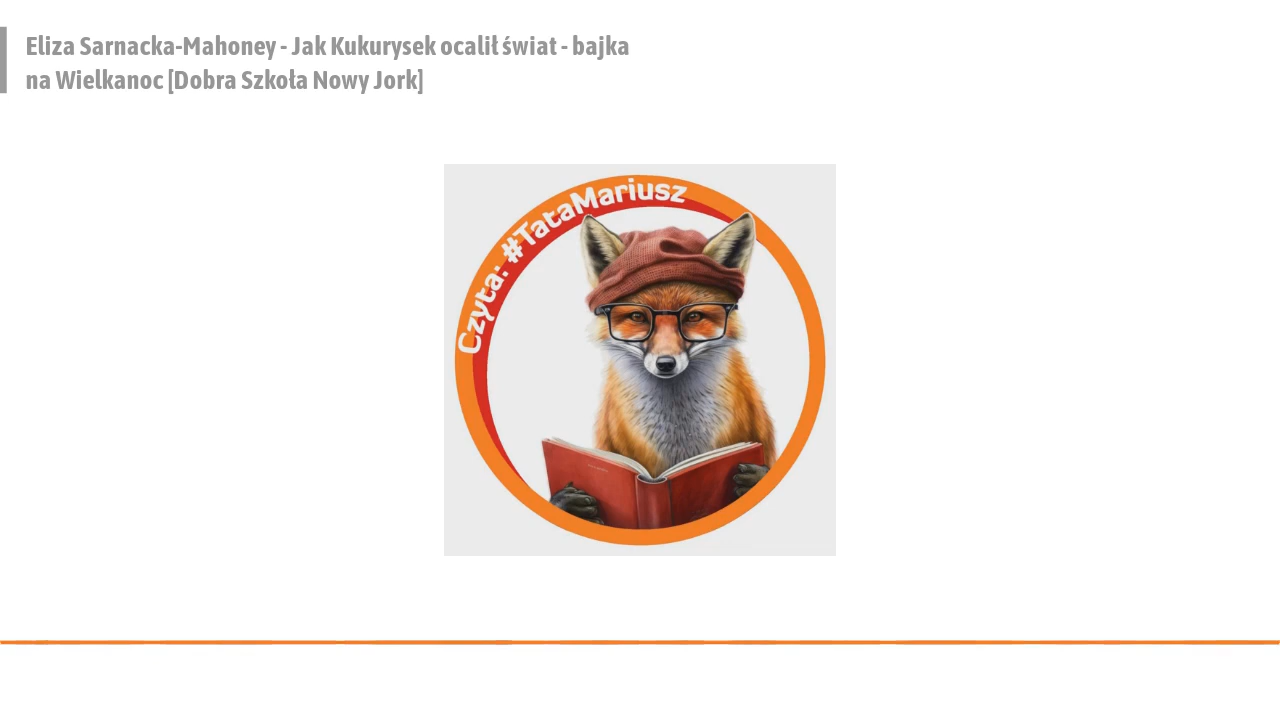 Eliza Sarnacka-Mahoney - Jak Kukurysek ocalił świat - bajka
na Wielkanoc [Dobra Szkoła Nowy Jork]
Czyta: #TataMariusz